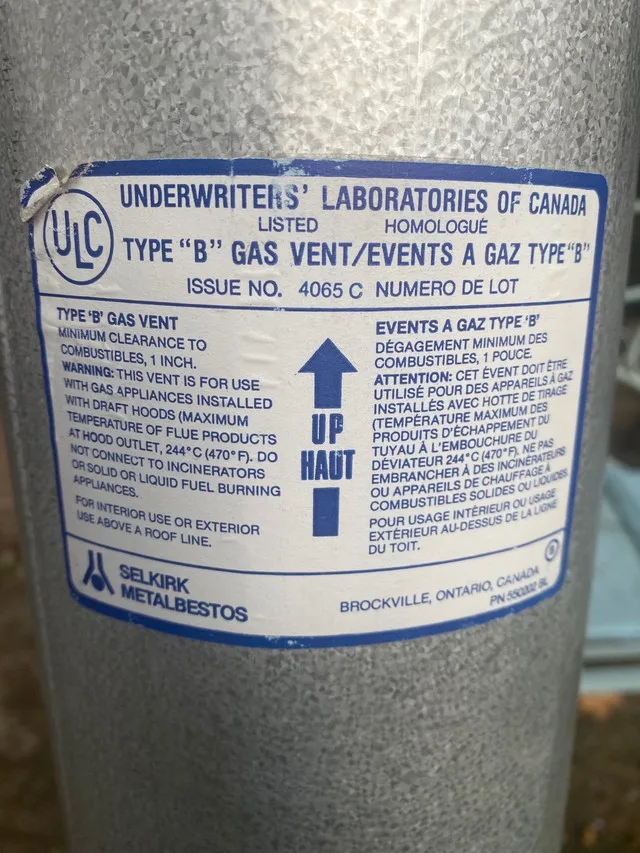 ULC
UNDERWRITERS' LABORATORIES OF CANADA
LISTED HOMOLOGUÉ
TYPE "B" GAS VENT/EVENTS A GAZ TYPE "B"
ISSUE NO. 4065 C NUMERO DE LOT
TYPE 'B' GAS VENT
MINIMUM CLEARANCE TO
COMBUSTIBLES, 1 INCH.
WARNING: THIS VENT IS FOR USE
WITH GAS APPLIANCES INSTALLED
WITH DRAFT HOODS (MAXIMUM
TEMPERATURE OF FLUE PRODUCTS
AT HOOD OUTLET, 244°C (470°F). DO
NOT CONNECT TO INCINERATORS
OR SOLID OR LIQUID FUEL BURNING
APPLIANCES.
FOR INTERIOR USE OR EXTERIOR
USE ABOVE A ROOF LINE.
UP
HAUT
EVENTS A GAZ TYPE 'B'
DÉGAGEMENT MINIMUM DES
COMBUSTIBLES, 1 POUCE.
ATTENTION: CET ÉVENT DOIT ÊTRE
UTILISÉ POUR DES APPAREILS À GAZ
INSTALLÉS AVEC HOTTE DE TIRAGE
(TEMPÉRATURE MAXIMUM DES
PRODUITS D'ÉCHAPPEMENT DU
TUYAU À L'EMBOUCHURE DU
DÉVIATEUR 244°C (470°F). NE PAS
EMBRANCHER À DES INCINÉRATEURS
OU APPAREILS DE CHAUFFAGE À
COMBUSTIBLES SOLIDES OU LIQUIDES.
POUR USAGE INTÉRIEUR OU USAGE
EXTÉRIEUR AU-DESSUS DE LA LIGNE
DU TOIT.
SELKIRK
METALBESTOS
BROCKVILLE, ONTARIO, CANADA
PN 550202 BL